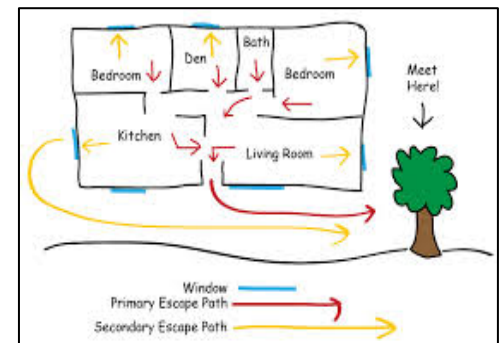 Bath
Den
Bedroom
Bedroom
Meet
Here!
Kitchen
Living Room
Window
Primary Escape Path
Secondary Escape Path